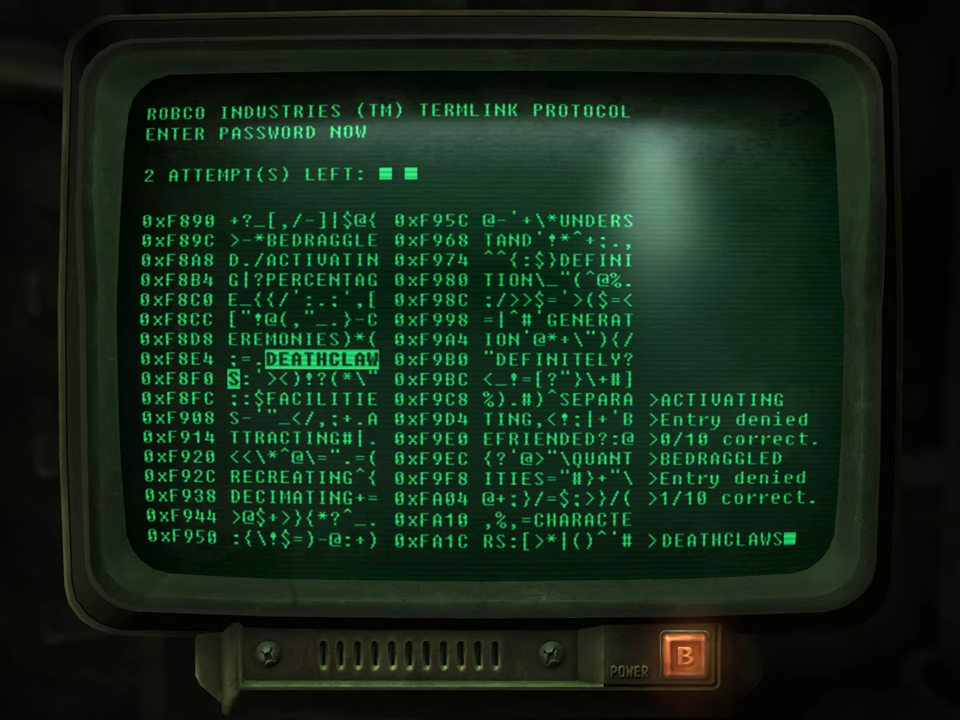 ROBCO INDUSTRIES (TM) TERMLINK PROTOCOL
ENTER PASSWORD NOW
2 ATTEMPT(S) LEFT: ■ ■
0xF890 +?_[,/-]|$@{ 0xF95C @-'+\*UNDERS
0xF89C >-*BEDRAGGLE 0xF968 TAND'!*^+;.,
0xF8A8 D./ACTIVATIN 0xF974 ^^{:$}DEFINI
0xF8B4 G|?PERCENTAG 0xF980 TION\_"(^@%.
0xF8C0 E_{{/':.:',[ 0xF98C :/>>$='>($=<
0xF8CC ["!@(,"_.}-C 0xF998 =|^#'GENERAT
0xF8D8 EREMONIES)*( 0xF9A4 ION'@*+\"){/
0xF8E4 :=.DEATHCLAW 0xF9B0 "DEFINITELY?
0xF8F0 S:'><)!?(*\" 0xF9BC <_!=[?"}\+#]
0xF8FC ;:$FACILITIE 0xF9C8 %).#)^SEPARA >ACTIVATING
0xF908 S-'"_</,;+.A 0xF9D4 TING,<!;|+'B >Entry denied
0xF914 TTRACTING#|. 0xF9E0 EFRIENDED?:@ >0/10 correct.
0xF920 <<\*^@\=".=( 0xF9EC {?'@>"\QUANT >BEDRAGGLED
0xF92C RECREATING^{ 0xF9F8 ITIES="#}+"\ >Entry denied
0xF938 DECIMATING+= 0xFA04 @+;}/=$;>}/( >1/10 correct.
0xF944 >@$+>}{*?^_. 0xFA10 ,%,=CHARACTE
0xF950 :{\!$=)-@:+) 0xFA1C RS:[>*|()^'# >DEATHCLAWS■
POWER B